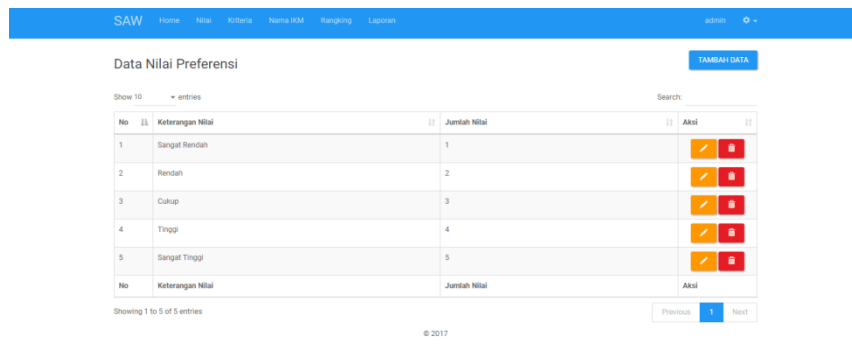 SAW Home Nilai Kriteria Nama IKM Rangking Laporan admin
Data Nilai Preferensi TAMBAH DATA
Show 10 entries Search:
No Keterangan Nilai Jumlah Nilai Aksi
1 Sangat Rendah 1
2 Rendah 2
3 Cukup 3
4 Tinggi 4
5 Sangat Tinggi 5
No Keterangan Nilai Jumlah Nilai Aksi
Showing 1 to 5 of 5 entries Previous 1 Next
© 2017